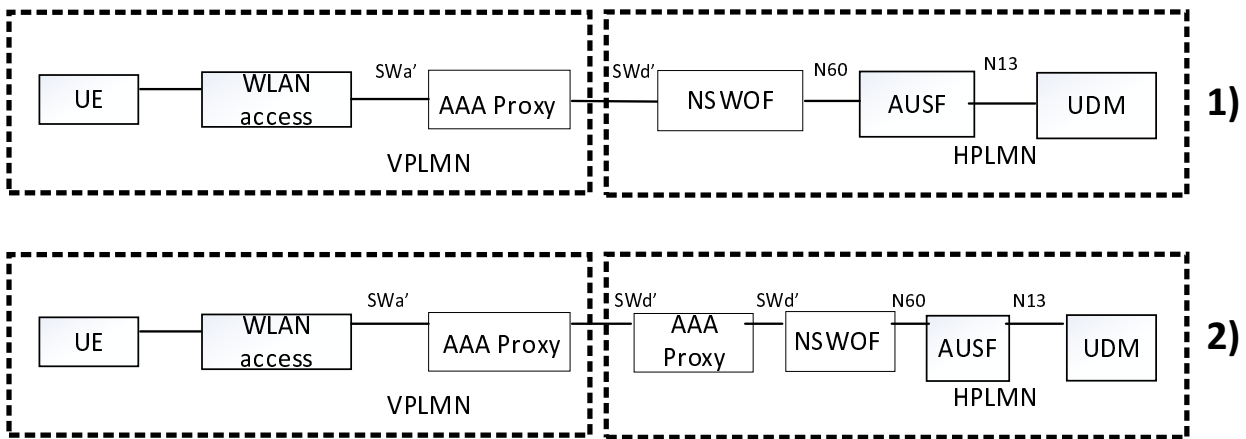 SWa’
SWd’
N60
N13
UE
WLAN
access
AAA Proxy
NSWOF
AUSF
UDM
1)
VPLMN
HPLMN
SWa’
SWd’
SWd’
N60
N13
UE
WLAN
access
AAA Proxy
AAA
Proxy
NSWOF
AUSF
UDM
2)
VPLMN
HPLMN